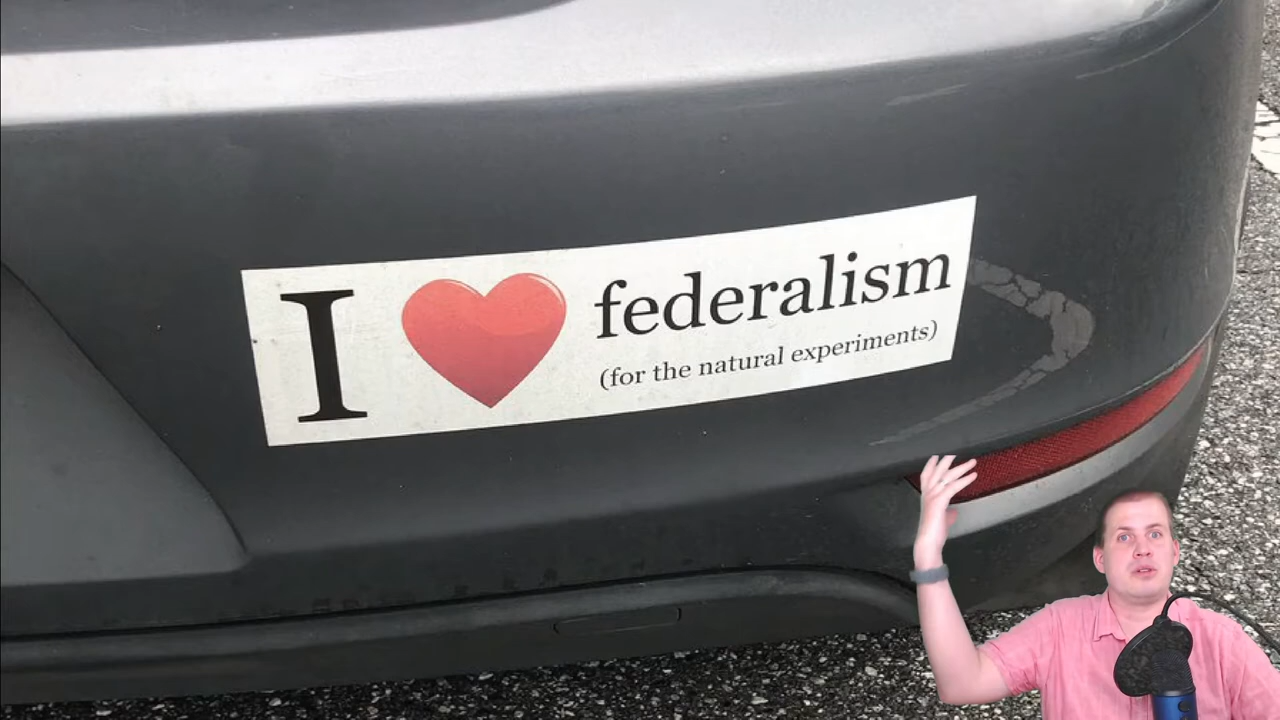 I ❤ federalism
(for the natural experiments)